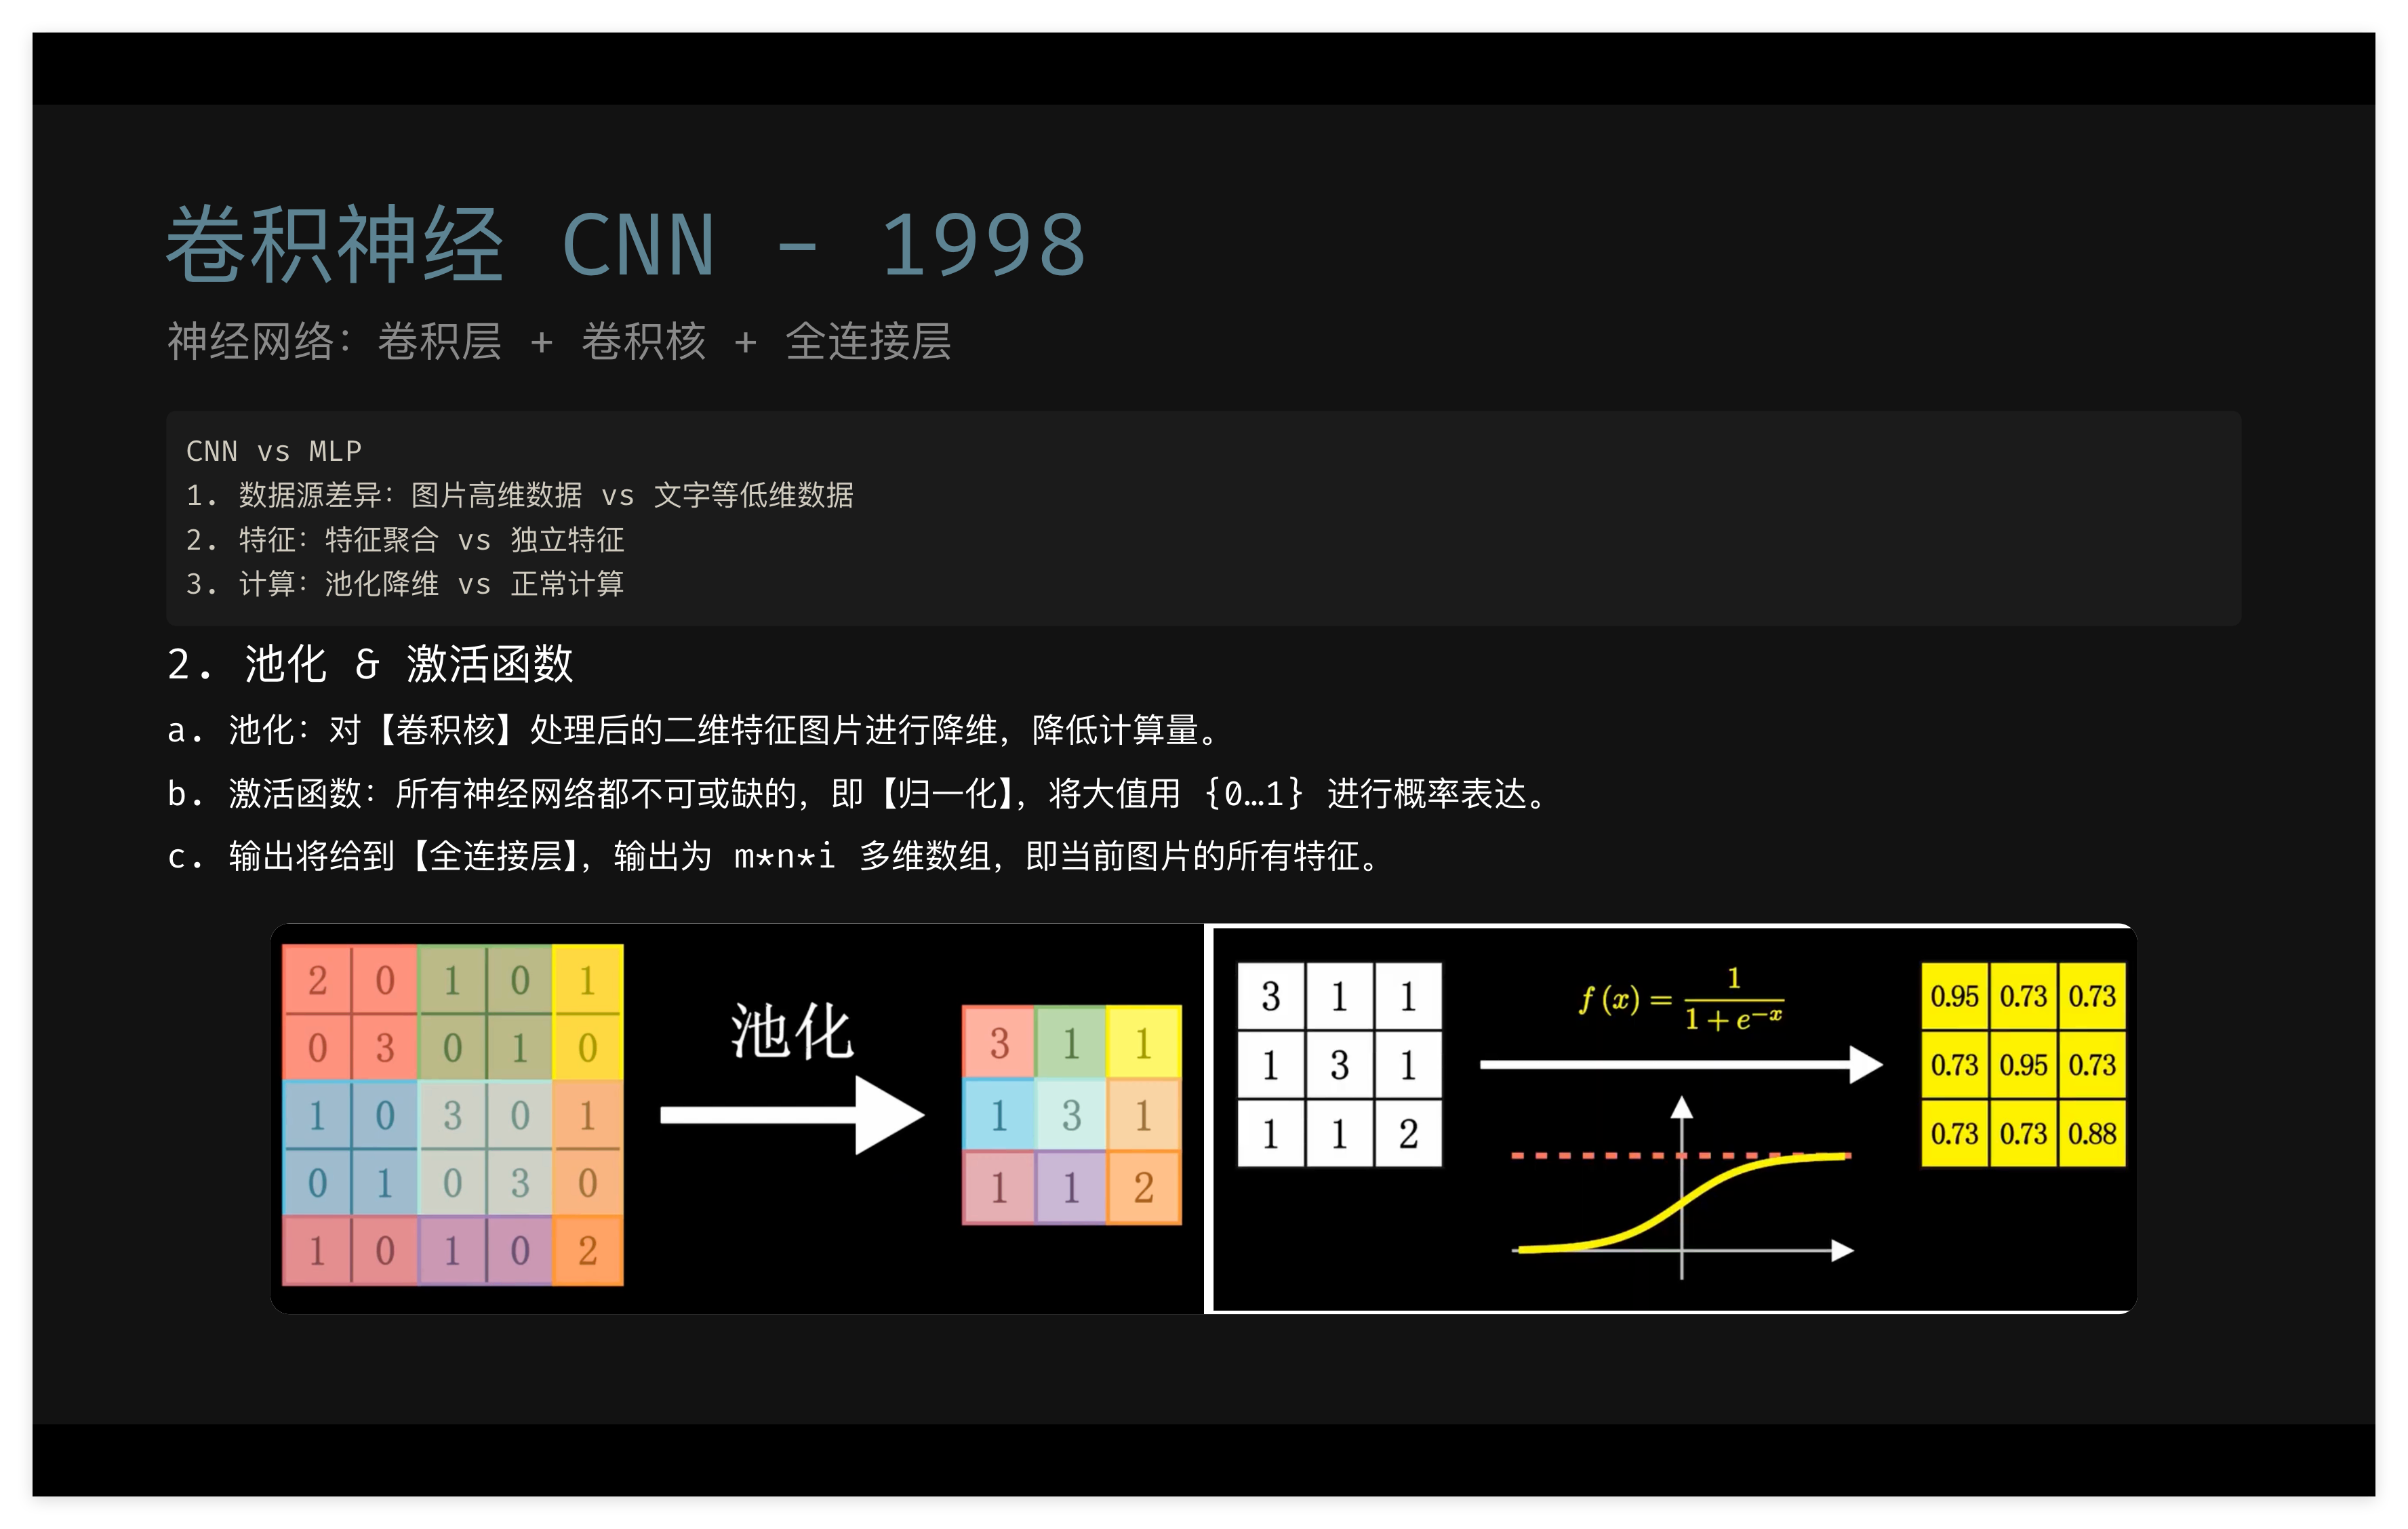 卷积神经 CNN - 1998
神经网络：卷积层 + 卷积核 + 全连接层
CNN vs MLP
1. 数据源差异：图片高维数据 vs 文字等低维数据
2. 特征：特征聚合 vs 独立特征
3. 计算：池化降维 vs 正常计算
2. 池化 & 激活函数
a. 池化：对【卷积核】处理后的二维特征图片进行降维，降低计算量。
b. 激活函数：所有神经网络都不可或缺的，即【归一化】，将大值用 {0…1} 进行概率表达。
c. 输出将给到【全连接层】，输出为 m*n*i 多维数组，即当前图片的所有特征。
2 0 1 0 1
0 3 0 1 0
1 0 3 0 1
0 1 0 3 0
1 0 1 0 2
池化
3 1 1
1 3 1
1 1 2
3 1 1
1 3 1
1 1 2
f (x) = 1 / (1 + e^{-x})
0.95 0.73 0.73
0.73 0.95 0.73
0.73 0.73 0.88